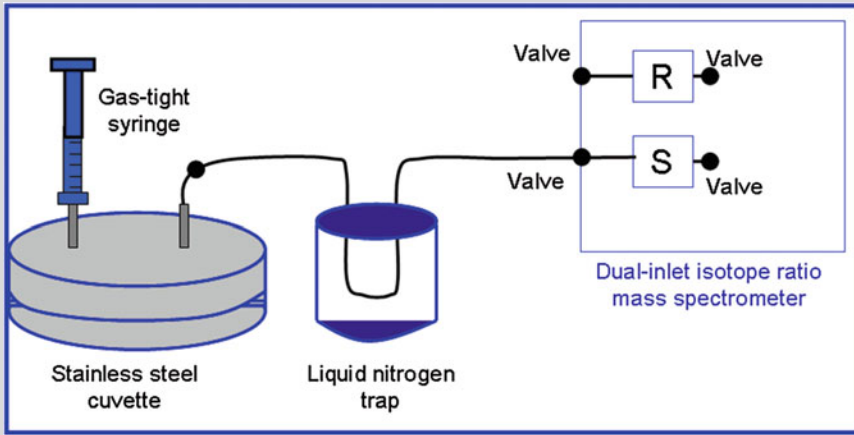 Gas-tight
syringe
Stainless steel
cuvette
Liquid nitrogen
trap
Valve
R
Valve
Valve
S
Valve
Dual-inlet isotope ratio
mass spectrometer